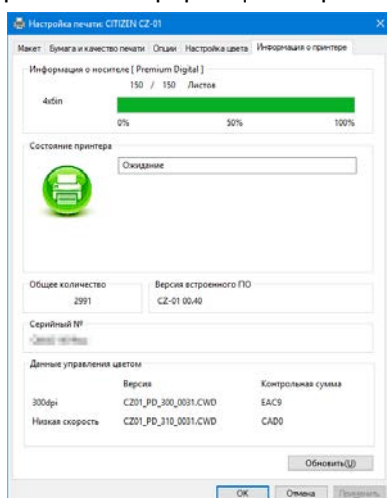 Настройка печати: CITIZEN CZ-01
Макет Бумага и качество печати Опции Настройка цвета Информация о принтере
Информация о носителе [ Premium Digital ]
150 / 150 Листов
4x6in
0% 50% 100%
Состояние принтера
Ожидание
Общее количество Версия встроенного ПО
2991 CZ-01 00.40
Серийный №
Данные управления цветом
Версия Контрольная сумма
300dpi CZ01_PD_300_0031.CWD EAC9
Низкая скорость CZ01_PD_310_0031.CWD CAD0
Обновить(U)
OK Отмена Применить